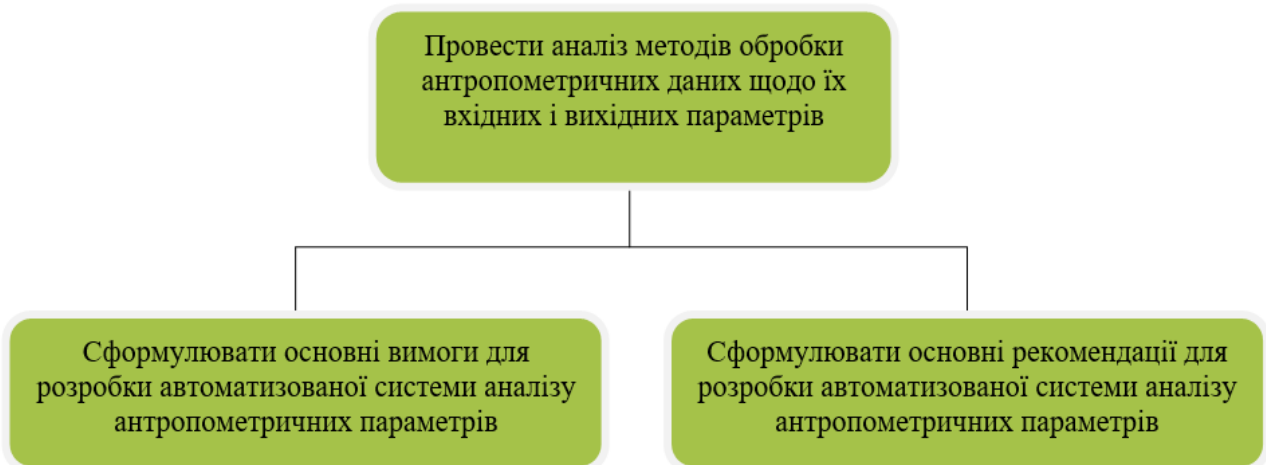 Провести аналіз методів обробки
антропометричних даних щодо їх
вхідних і вихідних параметрів
Сформулювати основні вимоги для
розробки автоматизованої системи аналізу
антропометричних параметрів
Сформулювати основні рекомендації для
розробки автоматизованої системи аналізу
антропометричних параметрів